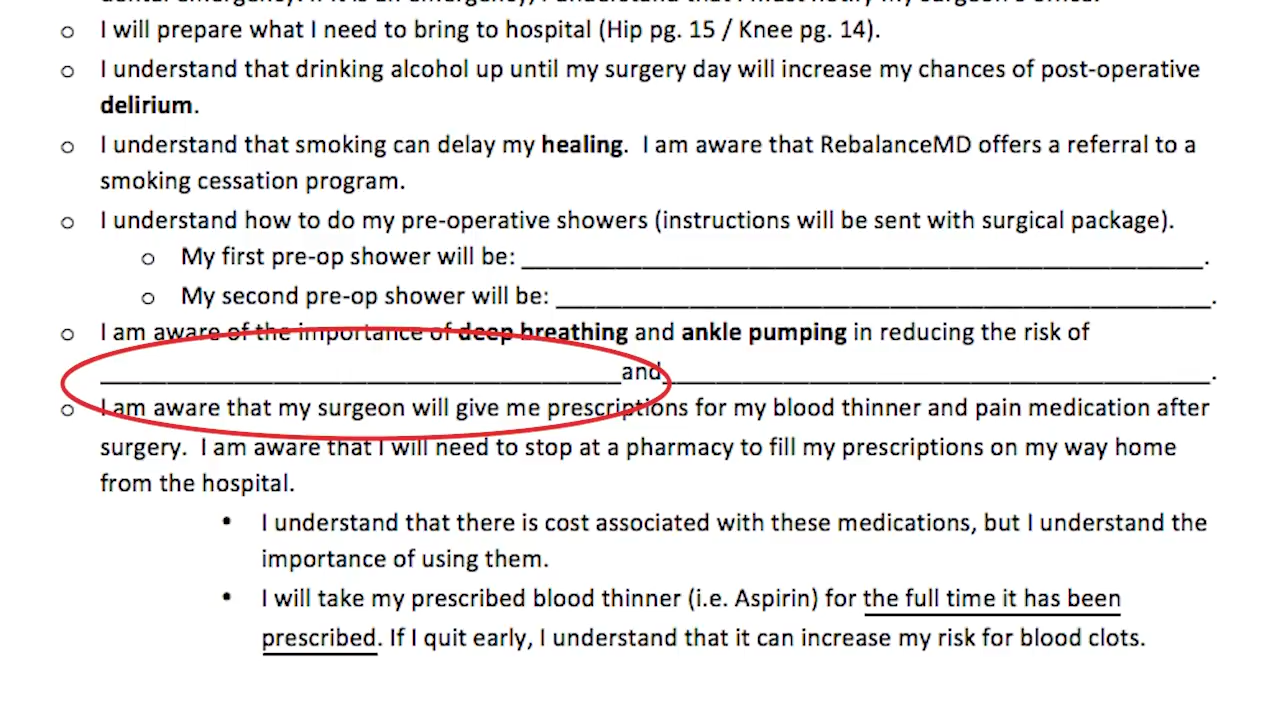 o I will prepare what I need to bring to hospital (Hip pg. 15 / Knee pg. 14).
o I understand that drinking alcohol up until my surgery day will increase my chances of post-operative
delirium.
o I understand that smoking can delay my healing. I am aware that RebalanceMD offers a referral to a
smoking cessation program.
o I understand how to do my pre-operative showers (instructions will be sent with surgical package).
o My first pre-op shower will be: ____________________.
o My second pre-op shower will be: ____________________.
o I am aware of the importance of deep breathing and ankle pumping in reducing the risk of
____________________and____________________.
o I am aware that my surgeon will give me prescriptions for my blood thinner and pain medication after
surgery. I am aware that I will need to stop at a pharmacy to fill my prescriptions on my way home
from the hospital.
• I understand that there is cost associated with these medications, but I understand the
importance of using them.
• I will take my prescribed blood thinner (i.e. Aspirin) for the full time it has been
prescribed. If I quit early, I understand that it can increase my risk for blood clots.